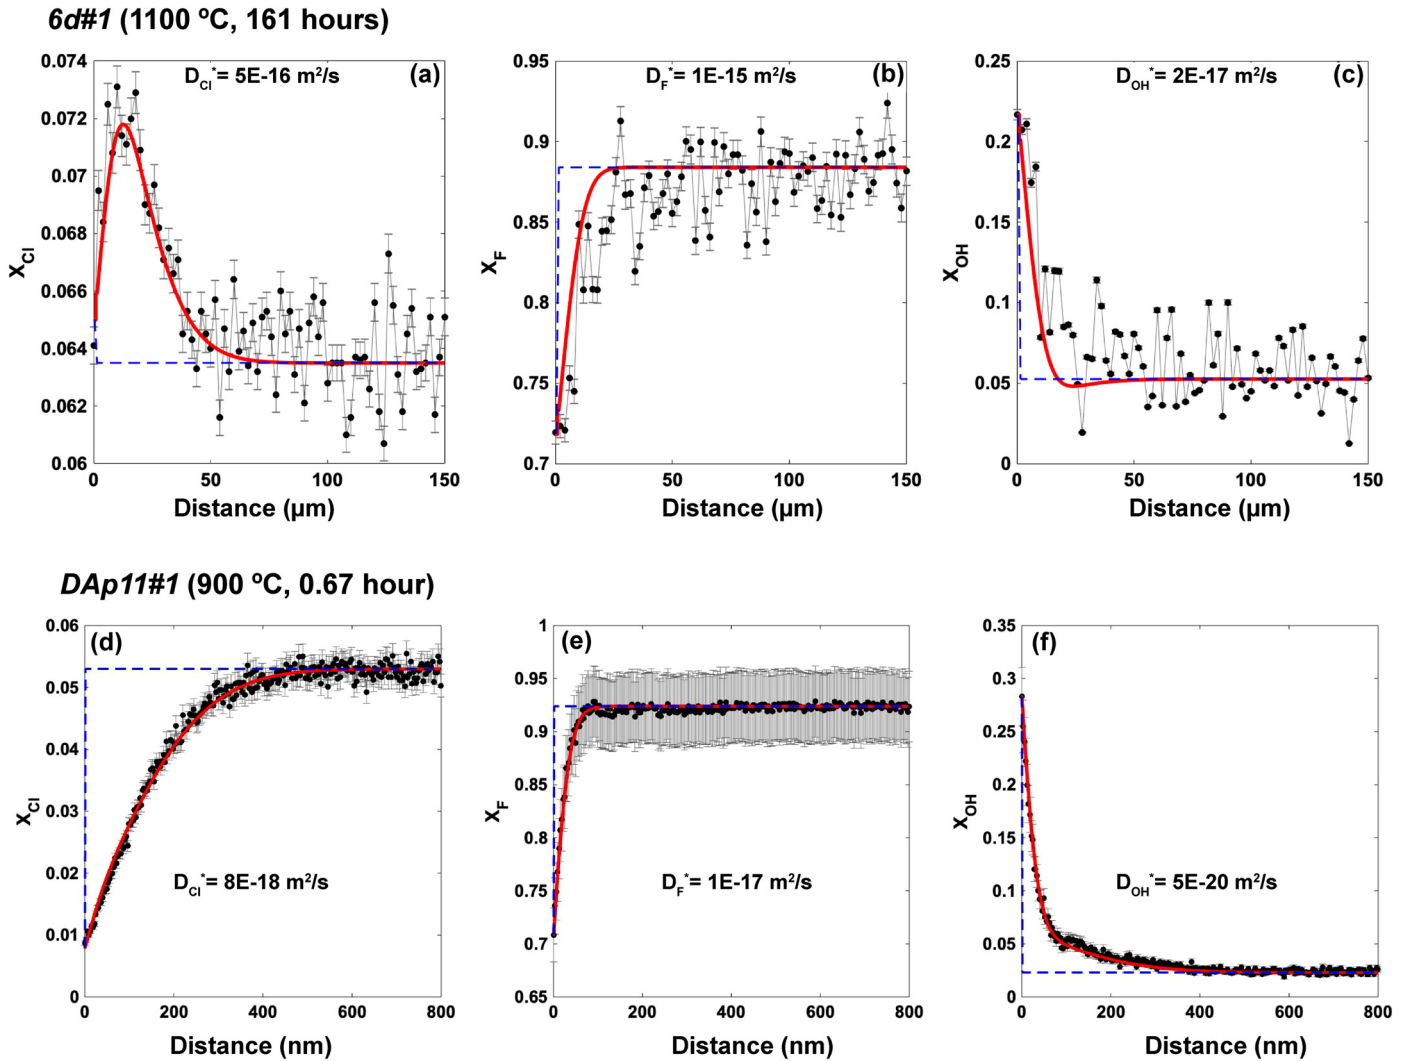 6d#1 (1100 ºC, 161 hours)
D_Cl*= 5E-16 m²/s (a)
X_Cl
0.074
0.072
0.07
0.068
0.066
0.064
0.062
0.06
0 50 100 150
Distance (µm)
D_F*= 1E-15 m²/s (b)
X_F
0.95
0.9
0.85
0.8
0.75
0.7
0 50 100 150
Distance (µm)
D_OH*= 2E-17 m²/s (c)
X_OH
0.25
0.2
0.15
0.1
0.05
0
0 50 100 150
Distance (µm)
DAp11#1 (900 ºC, 0.67 hour)
(d)
X_Cl
0.06
0.05
0.04
0.03
0.02
0.01
0
D_Cl*= 8E-18 m²/s
0 200 400 600 800
Distance (nm)
(e)
X_F
1
0.95
0.9
0.85
0.8
0.75
0.7
0.65
D_F*= 1E-17 m²/s
0 200 400 600 800
Distance (nm)
(f)
X_OH
0.35
0.3
0.25
0.2
0.15
0.1
0.05
0
D_OH*= 5E-20 m²/s
0 200 400 600 800
Distance (nm)